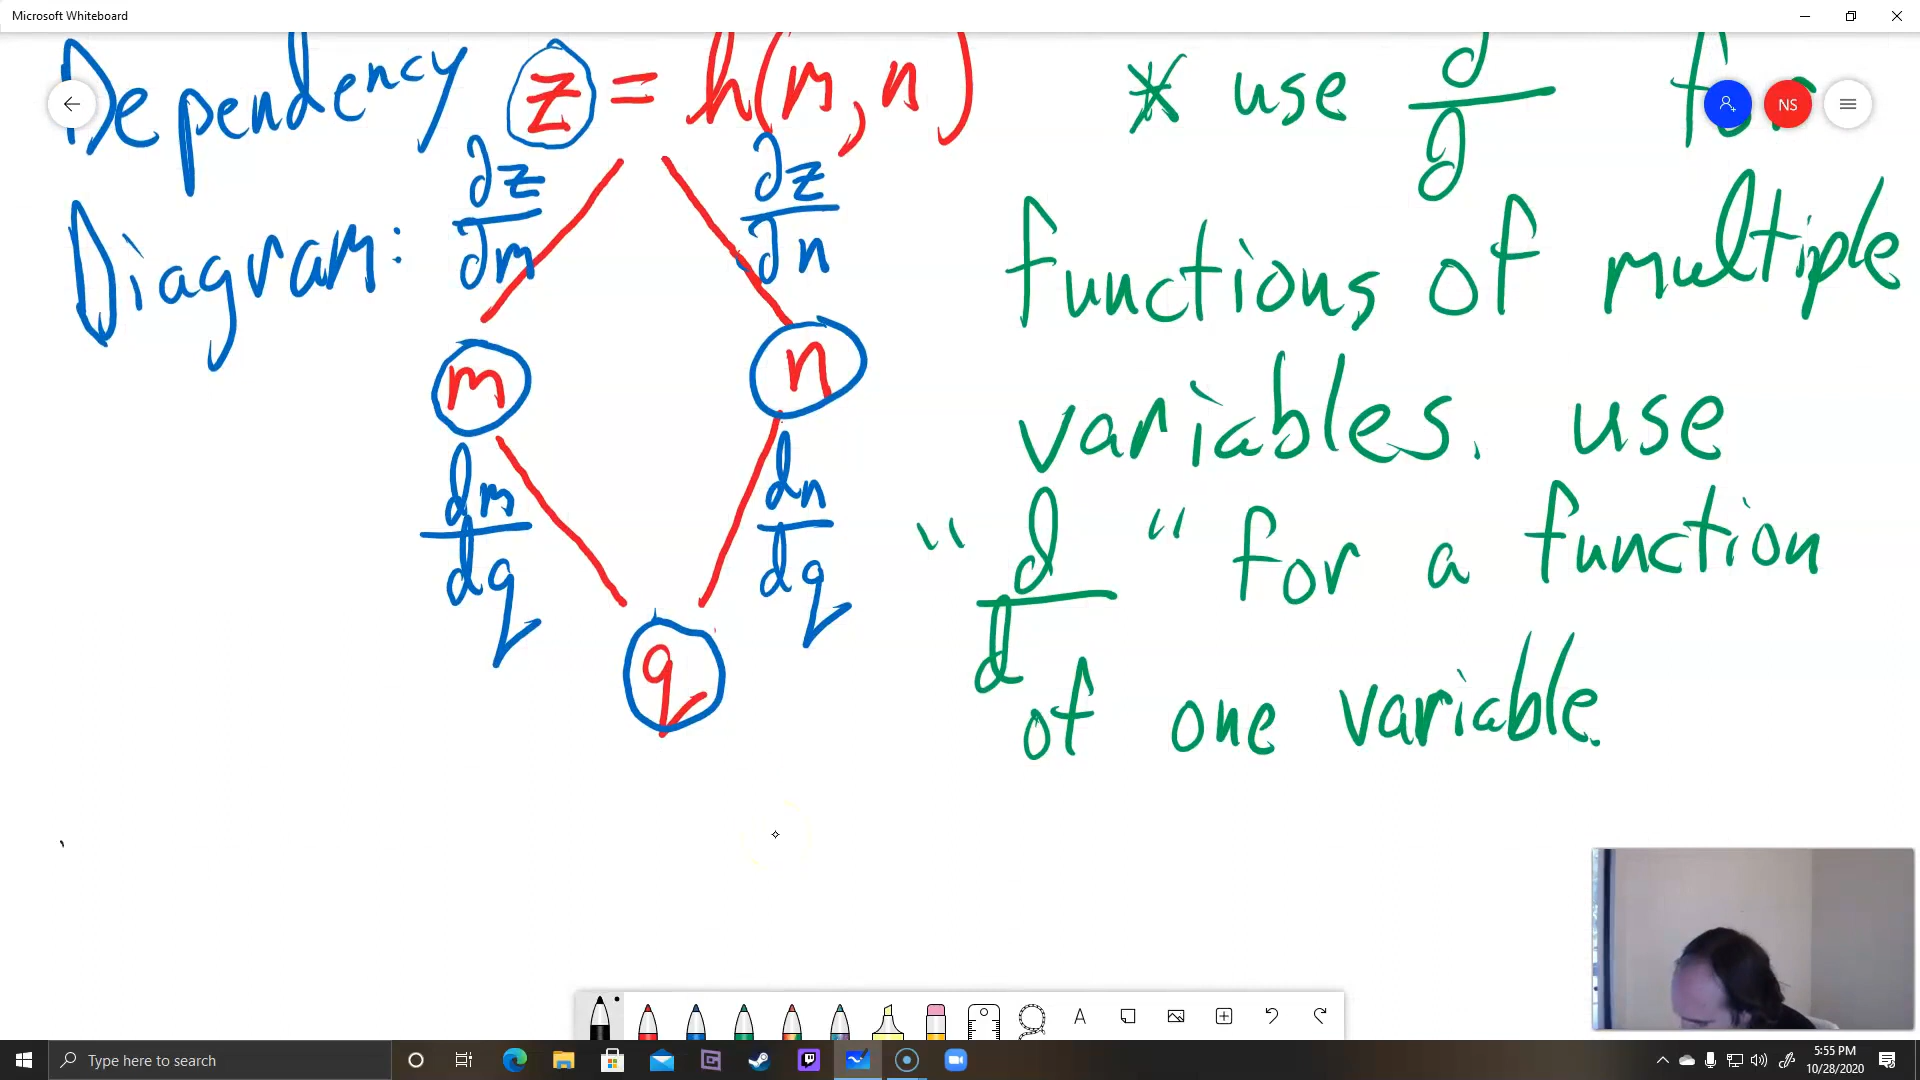 Microsoft Whiteboard
Dependency z = h(m, n)
Diagram:
∂z/∂m
∂z/∂n
m
n
dm/dq
dn/dq
q
* use ∂/∂ for
functions of multiple
variables. use
"d/d" for a function
of one variable.
NS
A
Type here to search
5:55 PM
10/28/2020